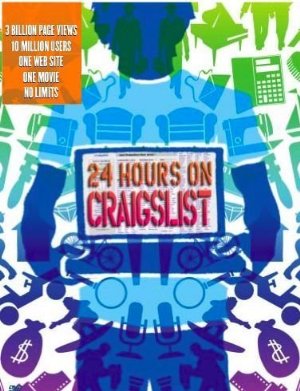 3 BILLION PAGE VIEWS
10 MILLION USERS
ONE WEB SITE
ONE MOVIE
NO LIMITS
24 HOURS ON
CRAIGSLIST
$
$